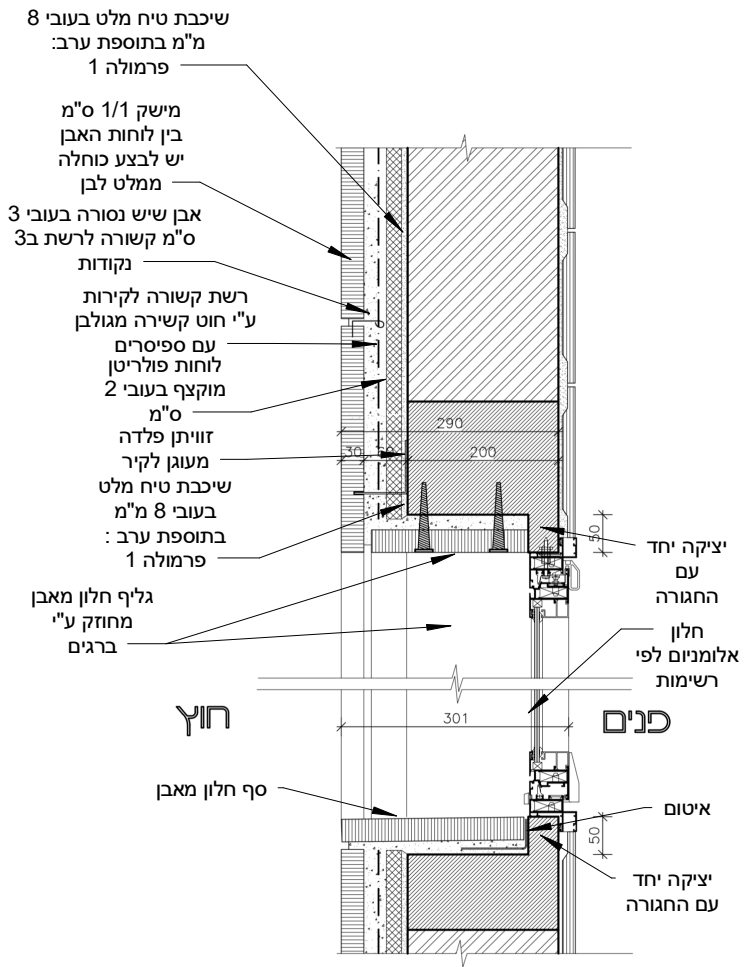 שיכבת טיח מלט בעובי 8
מ"מ בתוספת ערב:
פרמולה 1
מישק 1/1 ס"מ
בין לוחות האבן
יש לבצע כוחלה
ממלט לבן
אבן שיש נסורה בעובי 3
ס"מ קשורה לרשת ב3
נקודות
רשת קשורה לקירות
ע"י חוט קשירה מגולבן
עם ספיסרים
לוחות פוליריטן
מוקצף בעובי 2
ס"מ
זוויתן פלדה
מעוגן לקיר
שיכבת טיח מלט
בעובי 8 מ"מ
בתוספת ערב :
פרמולה 1
290
30
200
50
יציקה יחד
עם
החגורה
גליף חלון מאבן
מחוזק ע"י
ברגים
חלון
אלומניום לפי
רשימות
חוץ
301
פנים
סף חלון מאבן
איטום
50
יציקה יחד
עם החגורה